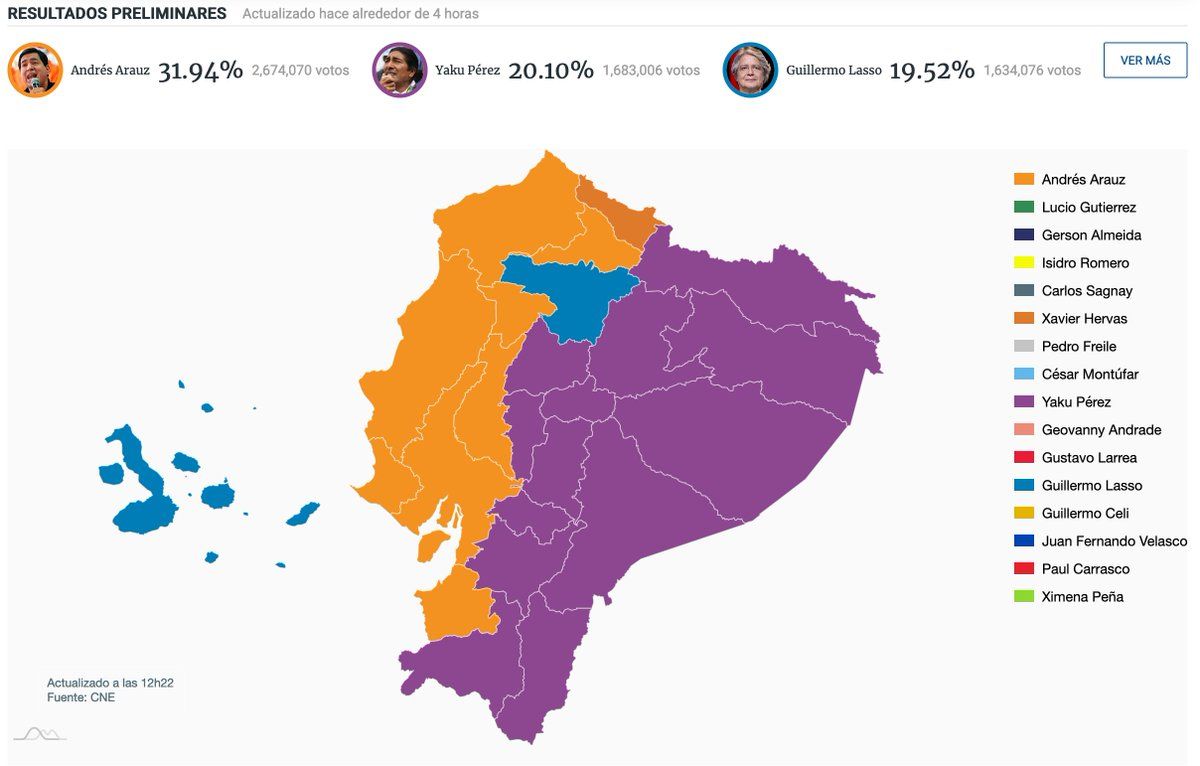 RESULTADOS PRELIMINARES Actualizado hace alrededor de 4 horas
Andrés Arauz 31.94% 2,674,070 votos Yaku Pérez 20.10% 1,683,006 votos Guillermo Lasso 19.52% 1,634,076 votos VER MÁS
Andrés Arauz
Lucio Gutierrez
Gerson Almeida
Isidro Romero
Carlos Sagnay
Xavier Hervas
Pedro Freile
César Montúfar
Yaku Pérez
Geovanny Andrade
Gustavo Larrea
Guillermo Lasso
Guillermo Celi
Juan Fernando Velasco
Paul Carrasco
Ximena Peña
Actualizado a las 12h22
Fuente: CNE